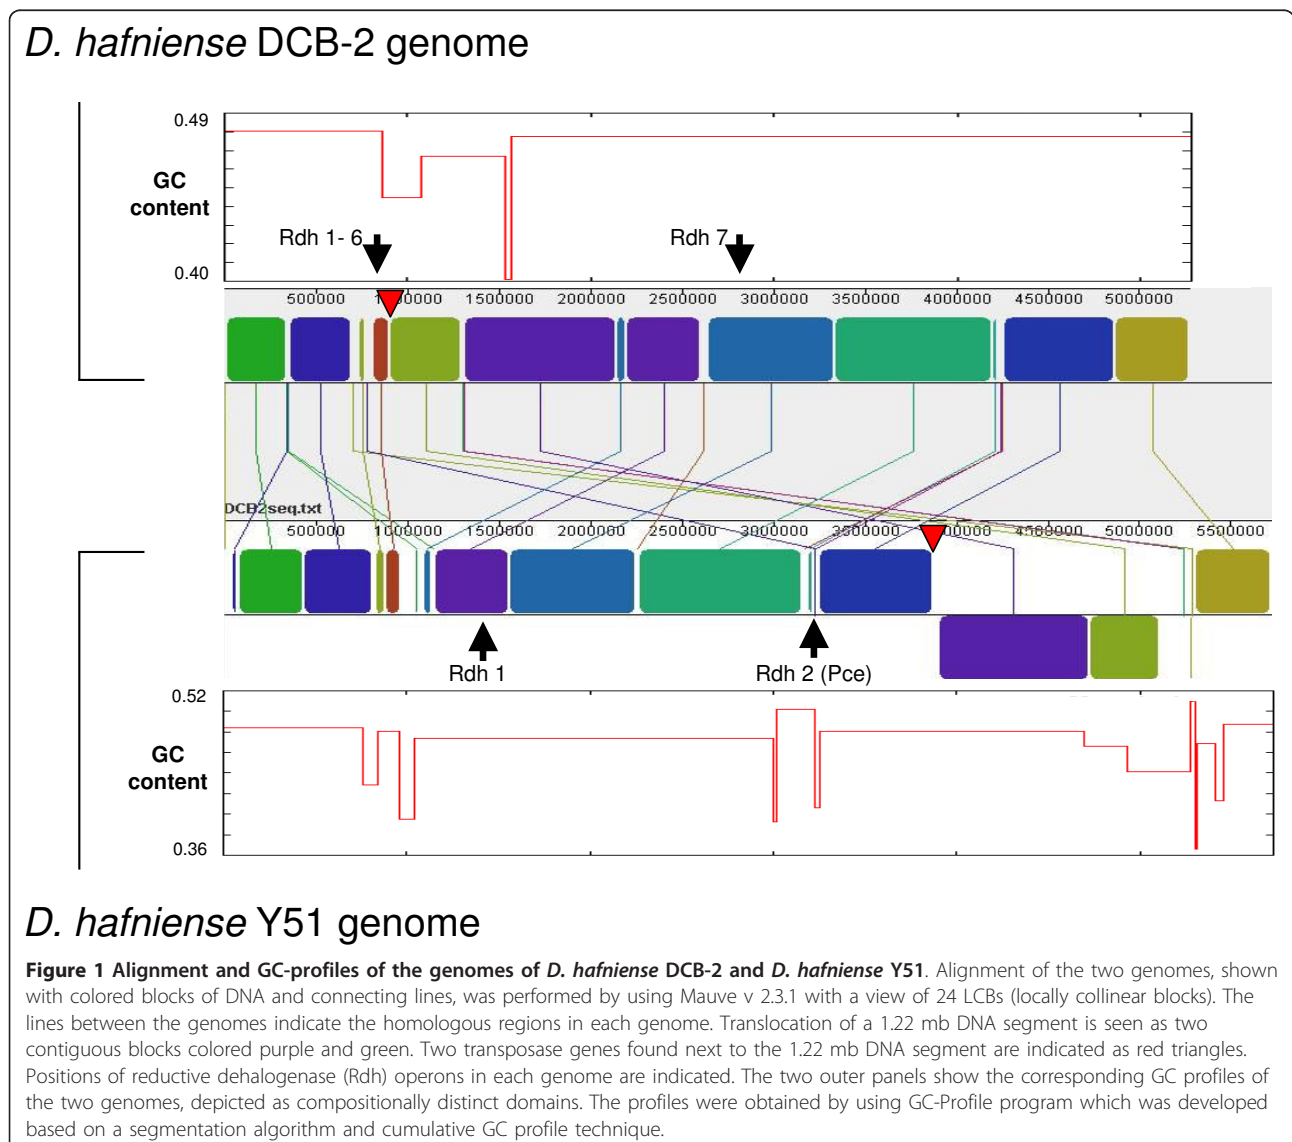 D. hafniense DCB-2 genome
0.49
GC
content
0.40
Rdh 1- 6
Rdh 7
500000 1000000 1500000 2000000 2500000 3000000 3500000 4000000 4500000 5000000
DCB2seq.txt
500000 1000000 1500000 2000000 2500000 3000000 3500000 4000000 4500000 5000000 5500000
Rdh 1
Rdh 2 (Pce)
0.52
GC
content
0.36
D. hafniense Y51 genome
Figure 1 Alignment and GC-profiles of the genomes of D. hafniense DCB-2 and D. hafniense Y51. Alignment of the two genomes, shown
with colored blocks of DNA and connecting lines, was performed by using Mauve v 2.3.1 with a view of 24 LCBs (locally collinear blocks). The
lines between the genomes indicate the homologous regions in each genome. Translocation of a 1.22 mb DNA segment is seen as two
contiguous blocks colored purple and green. Two transposase genes found next to the 1.22 mb DNA segment are indicated as red triangles.
Positions of reductive dehalogenase (Rdh) operons in each genome are indicated. The two outer panels show the corresponding GC profiles of
the two genomes, depicted as compositionally distinct domains. The profiles were obtained by using GC-Profile program which was developed
based on a segmentation algorithm and cumulative GC profile technique.